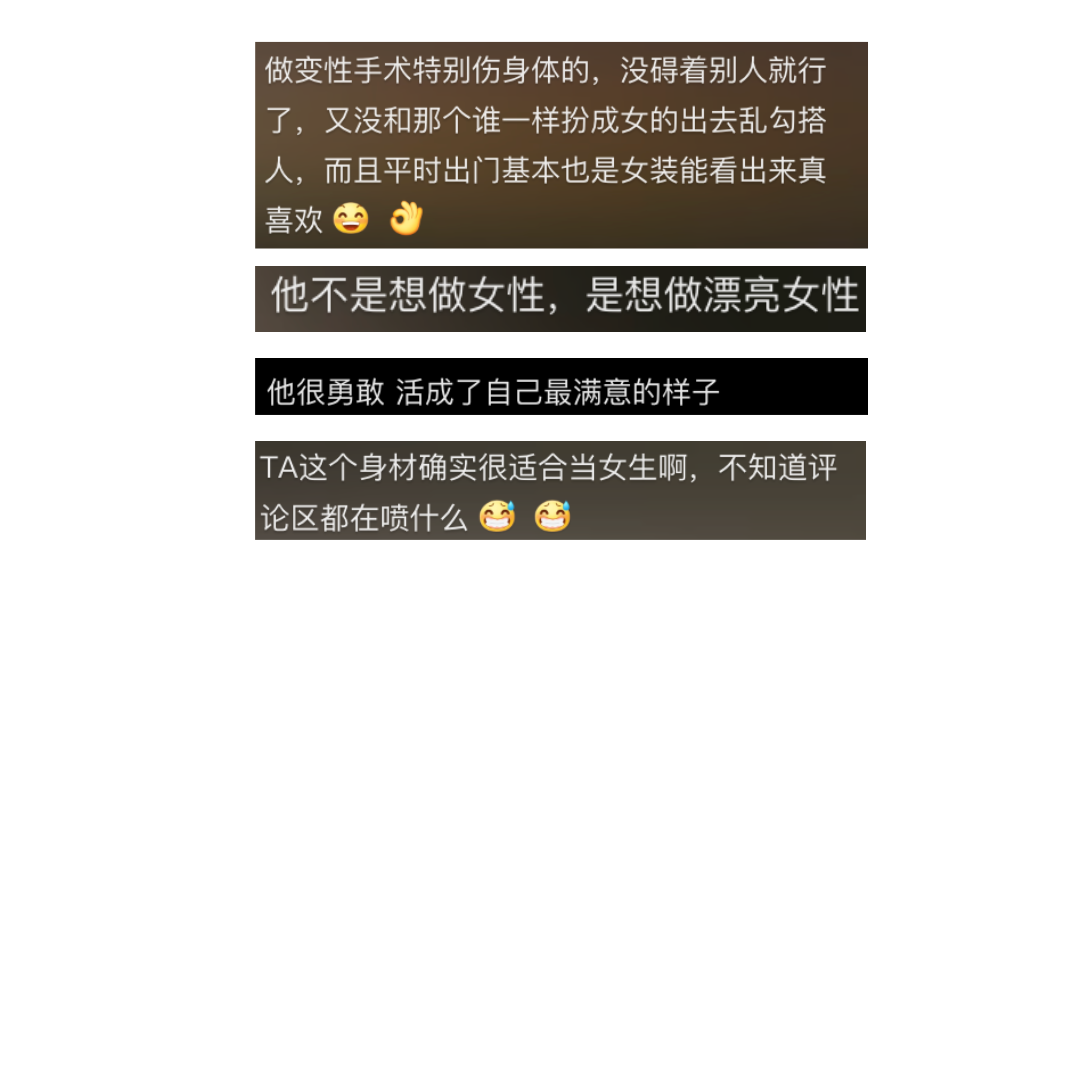 做变性手术特别伤身体的，没碍着别人就行
了，又没和那个谁一样扮成女的出去乱勾搭
人，而且平时出门基本也是女装能看出来真
喜欢😄 👌
他不是想做女性，是想做漂亮女性
他很勇敢 活成了自己最满意的样子
TA这个身材确实很适合当女生啊，不知道评
论区都在喷什么😅 😅